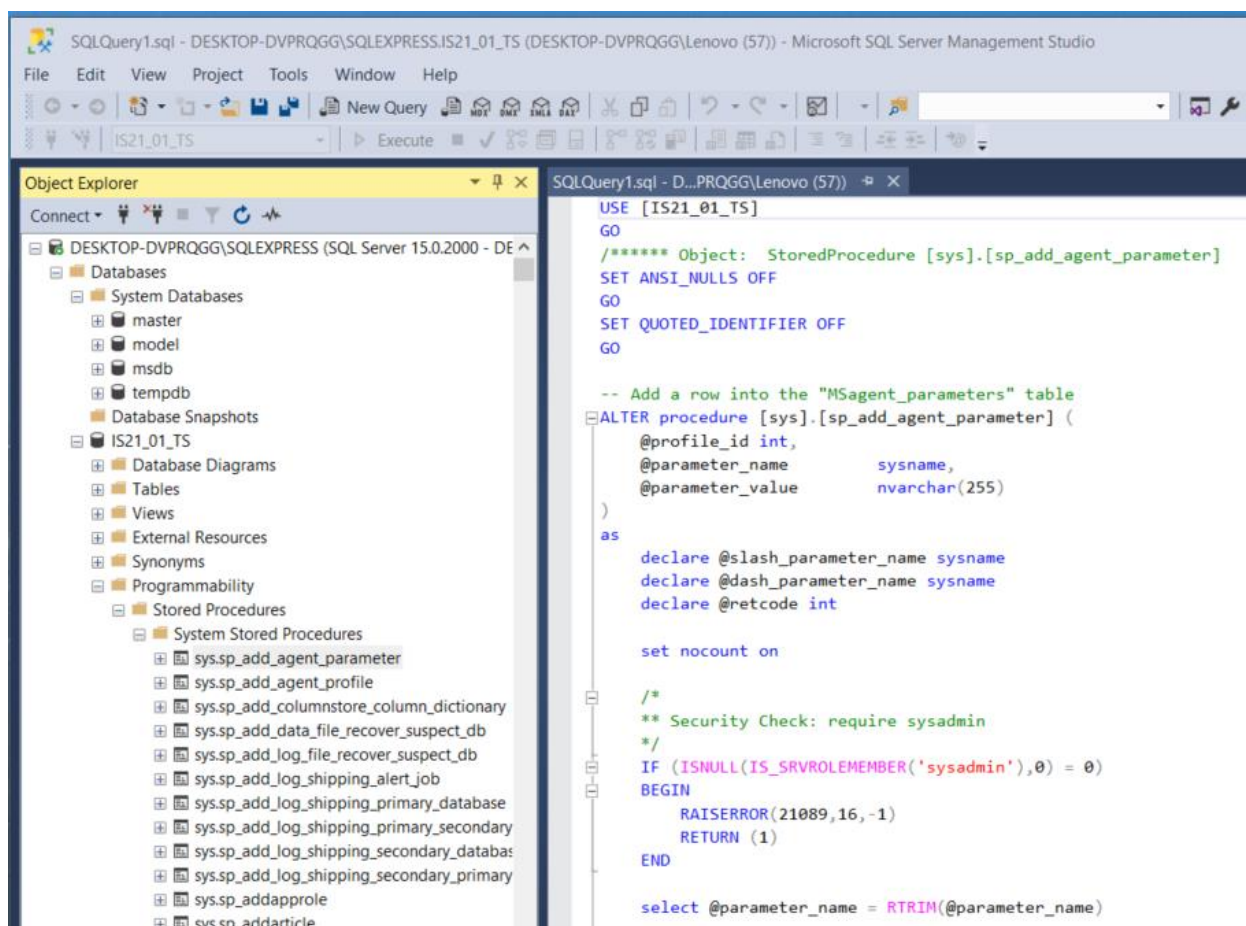 SQLQuery1.sql - DESKTOP-DVPRQGG\SQLEXPRESS.IS21_01_TS (DESKTOP-DVPRQGG\Lenovo (57)) - Microsoft SQL Server Management Studio
File Edit View Project Tools Window Help
New Query MDX DMX XMLA DAX
IS21_01_TS Execute
Object Explorer
Connect
DESKTOP-DVPRQGG\SQLEXPRESS (SQL Server 15.0.2000 - DE
Databases
System Databases
master
model
msdb
tempdb
Database Snapshots
IS21_01_TS
Database Diagrams
Tables
Views
External Resources
Synonyms
Programmability
Stored Procedures
System Stored Procedures
sys.sp_add_agent_parameter
sys.sp_add_agent_profile
sys.sp_add_columnstore_column_dictionary
sys.sp_add_data_file_recover_suspect_db
sys.sp_add_log_file_recover_suspect_db
sys.sp_add_log_shipping_alert_job
sys.sp_add_log_shipping_primary_database
sys.sp_add_log_shipping_primary_secondary
sys.sp_add_log_shipping_secondary_databas
sys.sp_add_log_shipping_secondary_primary
sys.sp_addapprole
sys.sp_addarticle
SQLQuery1.sql - D...PRQGG\Lenovo (57))
USE [IS21_01_TS]
GO
/****** Object:  StoredProcedure [sys].[sp_add_agent_parameter]
SET ANSI_NULLS OFF
GO
SET QUOTED_IDENTIFIER OFF
GO
-- Add a row into the "MSagent_parameters" table
ALTER procedure [sys].[sp_add_agent_parameter] (
@profile_id int,
@parameter_name sysname,
@parameter_value nvarchar(255)
)
as
declare @slash_parameter_name sysname
declare @dash_parameter_name sysname
declare @retcode int
set nocount on
/*
** Security Check: require sysadmin
*/
IF (ISNULL(IS_SRVROLEMEMBER('sysadmin'),0) = 0)
BEGIN
RAISERROR(21089,16,-1)
RETURN (1)
END
select @parameter_name = RTRIM(@parameter_name)